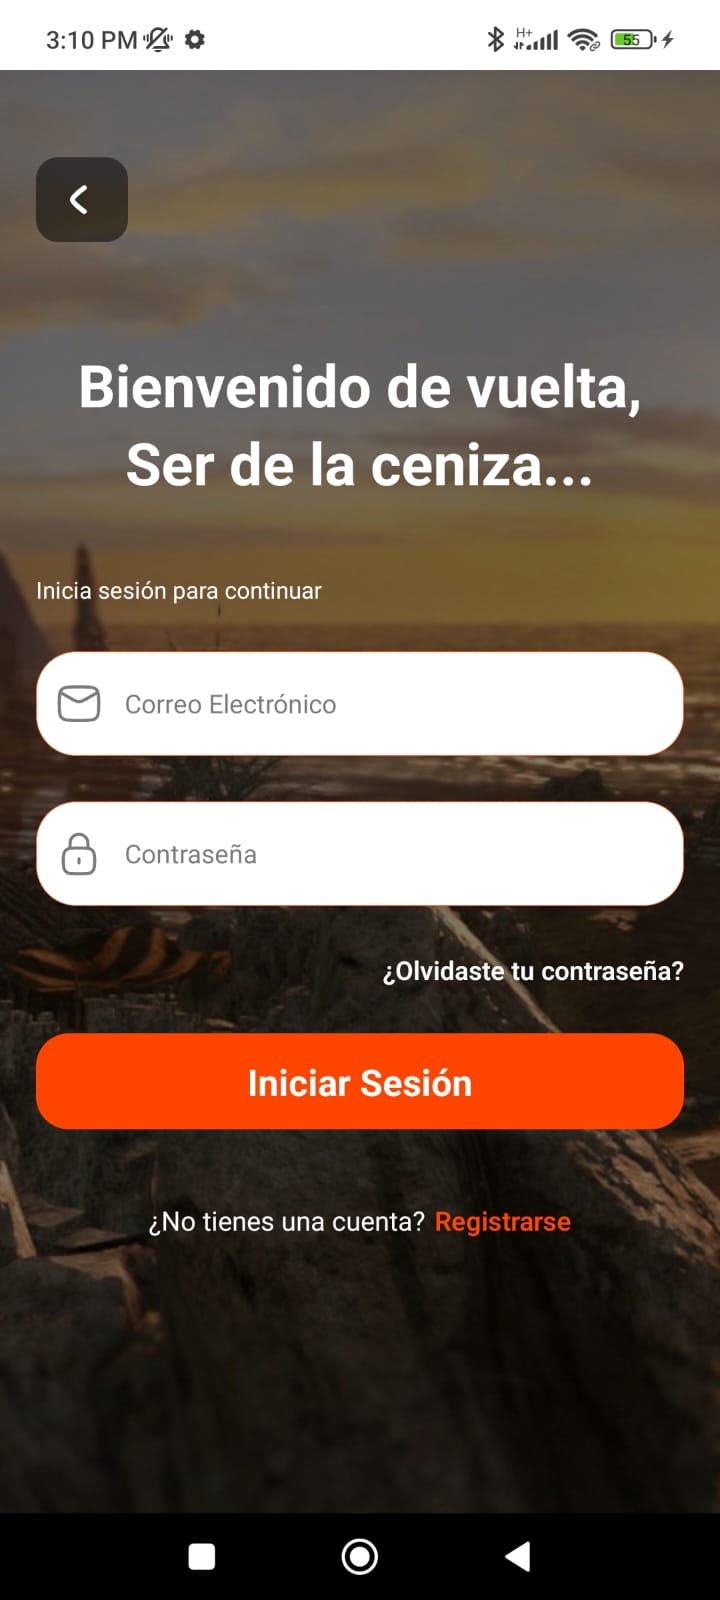 3:10 PM
H+
55
Bienvenido de vuelta,
Ser de la ceniza...
Inicia sesión para continuar
Correo Electrónico
Contraseña
¿Olvidaste tu contraseña?
Iniciar Sesión
¿No tienes una cuenta? Registrarse